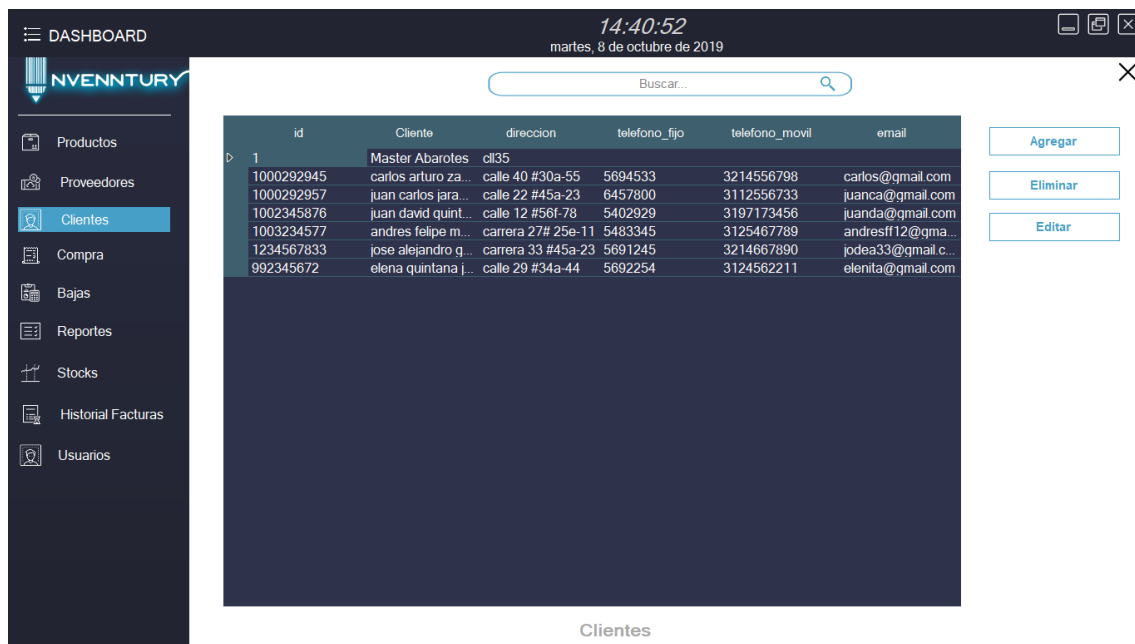 DASHBOARD
14:40:52
martes, 8 de octubre de 2019
NVENNTURY
Buscar...
Productos
Proveedores
Clientes
Compra
Bajas
Reportes
Stocks
Historial Facturas
Usuarios
id Cliente direccion telefono_fijo telefono_movil email
1 Master Abarotes cll35
1000292945 carlos arturo za... calle 40 #30a-55 5694533 3214556798 carlos@gmail.com
1000292957 juan carlos jara... calle 22 #45a-23 6457800 3112556733 juanca@gmail.com
1002345876 juan david quint... calle 12 #56f-78 5402929 3197173456 juanda@gmail.com
1003234577 andres felipe m... carrera 27# 25e-11 5483345 3125467789 andresff12@gma...
1234567833 jose alejandro g... carrera 33 #45a-23 5691245 3214667890 jodea33@gmail.c...
992345672 elena quintana j... calle 29 #34a-44 5692254 3124562211 elenita@gmail.com
Agregar
Eliminar
Editar
Clientes